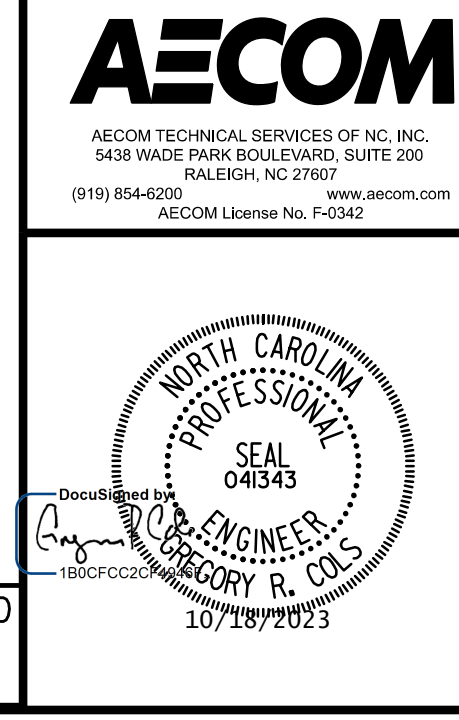 AECOM
AECOM TECHNICAL SERVICES OF NC, INC.
5438 WADE PARK BOULEVARD, SUITE 200
RALEIGH, NC 27607
(919) 854-6200 www.aecom.com
AECOM License No. F-0342
NORTH CAROLINA
PROFESSIONAL
SEAL
041343
ENGINEER
GREGORY R. COLS
DocuSigned by:
10/18/2023